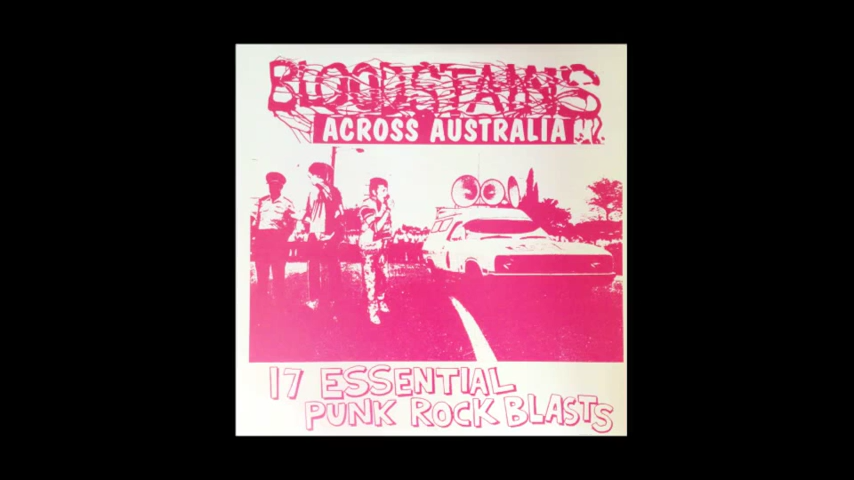 BLOODSTAINS
ACROSS AUSTRALIA
17 ESSENTIAL
PUNK ROCK BLASTS